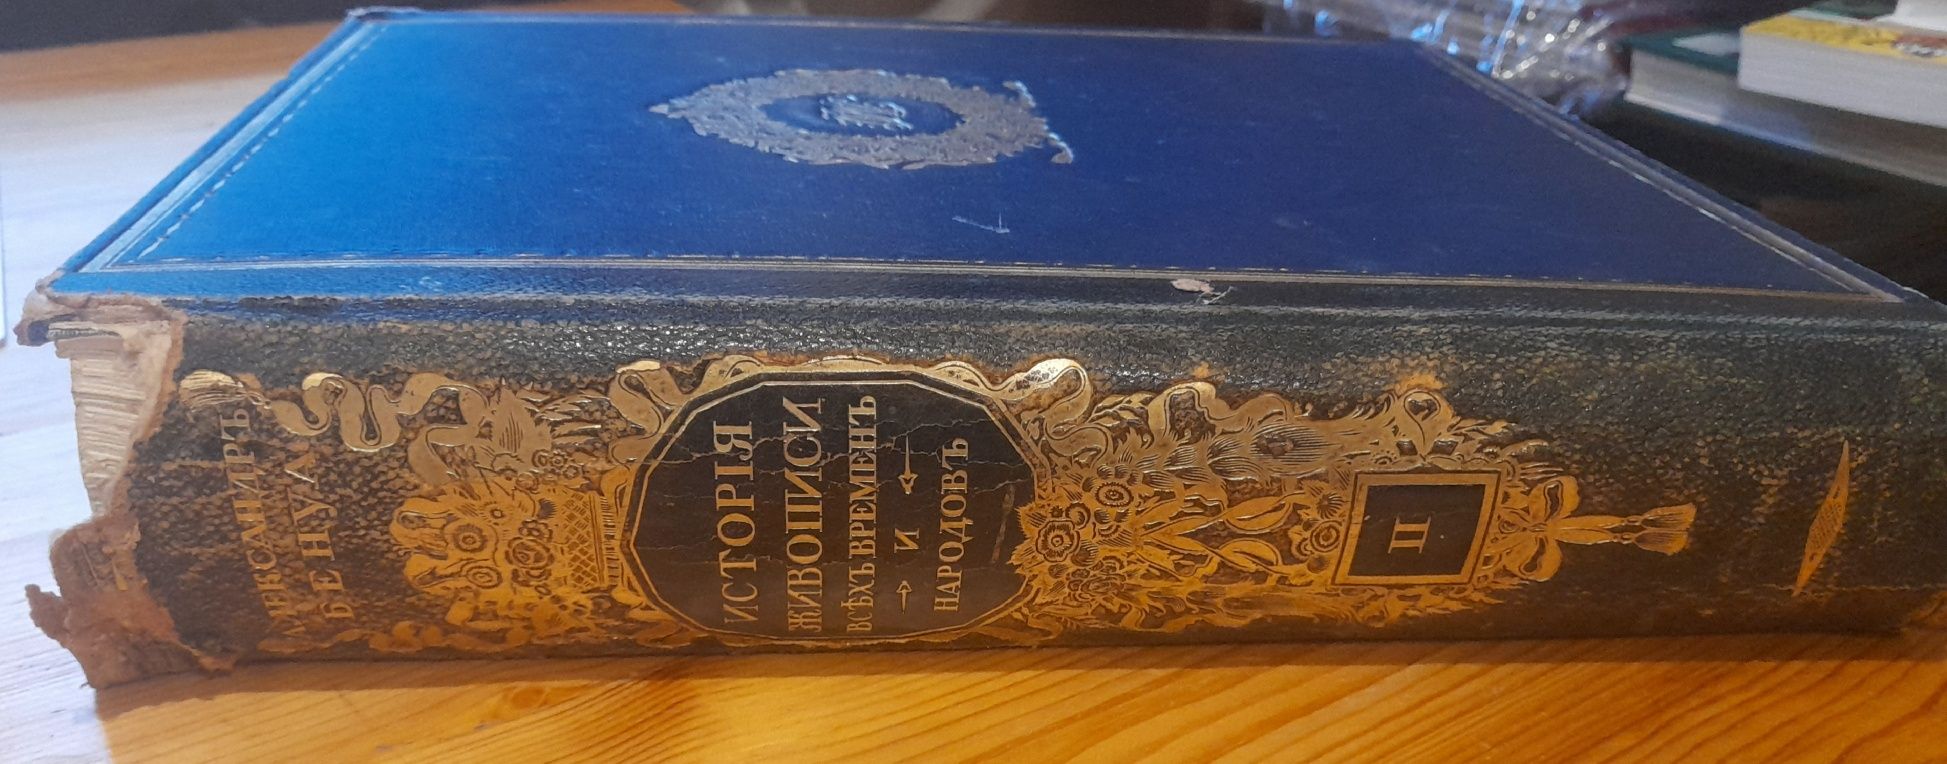 АЛЕКСАНДРЪ
БЕНУА
ИСТОРІЯ
ЖИВОПИСИ
ВСѢХЪ ВРЕМЕНЪ
И
НАРОДОВЪ
II